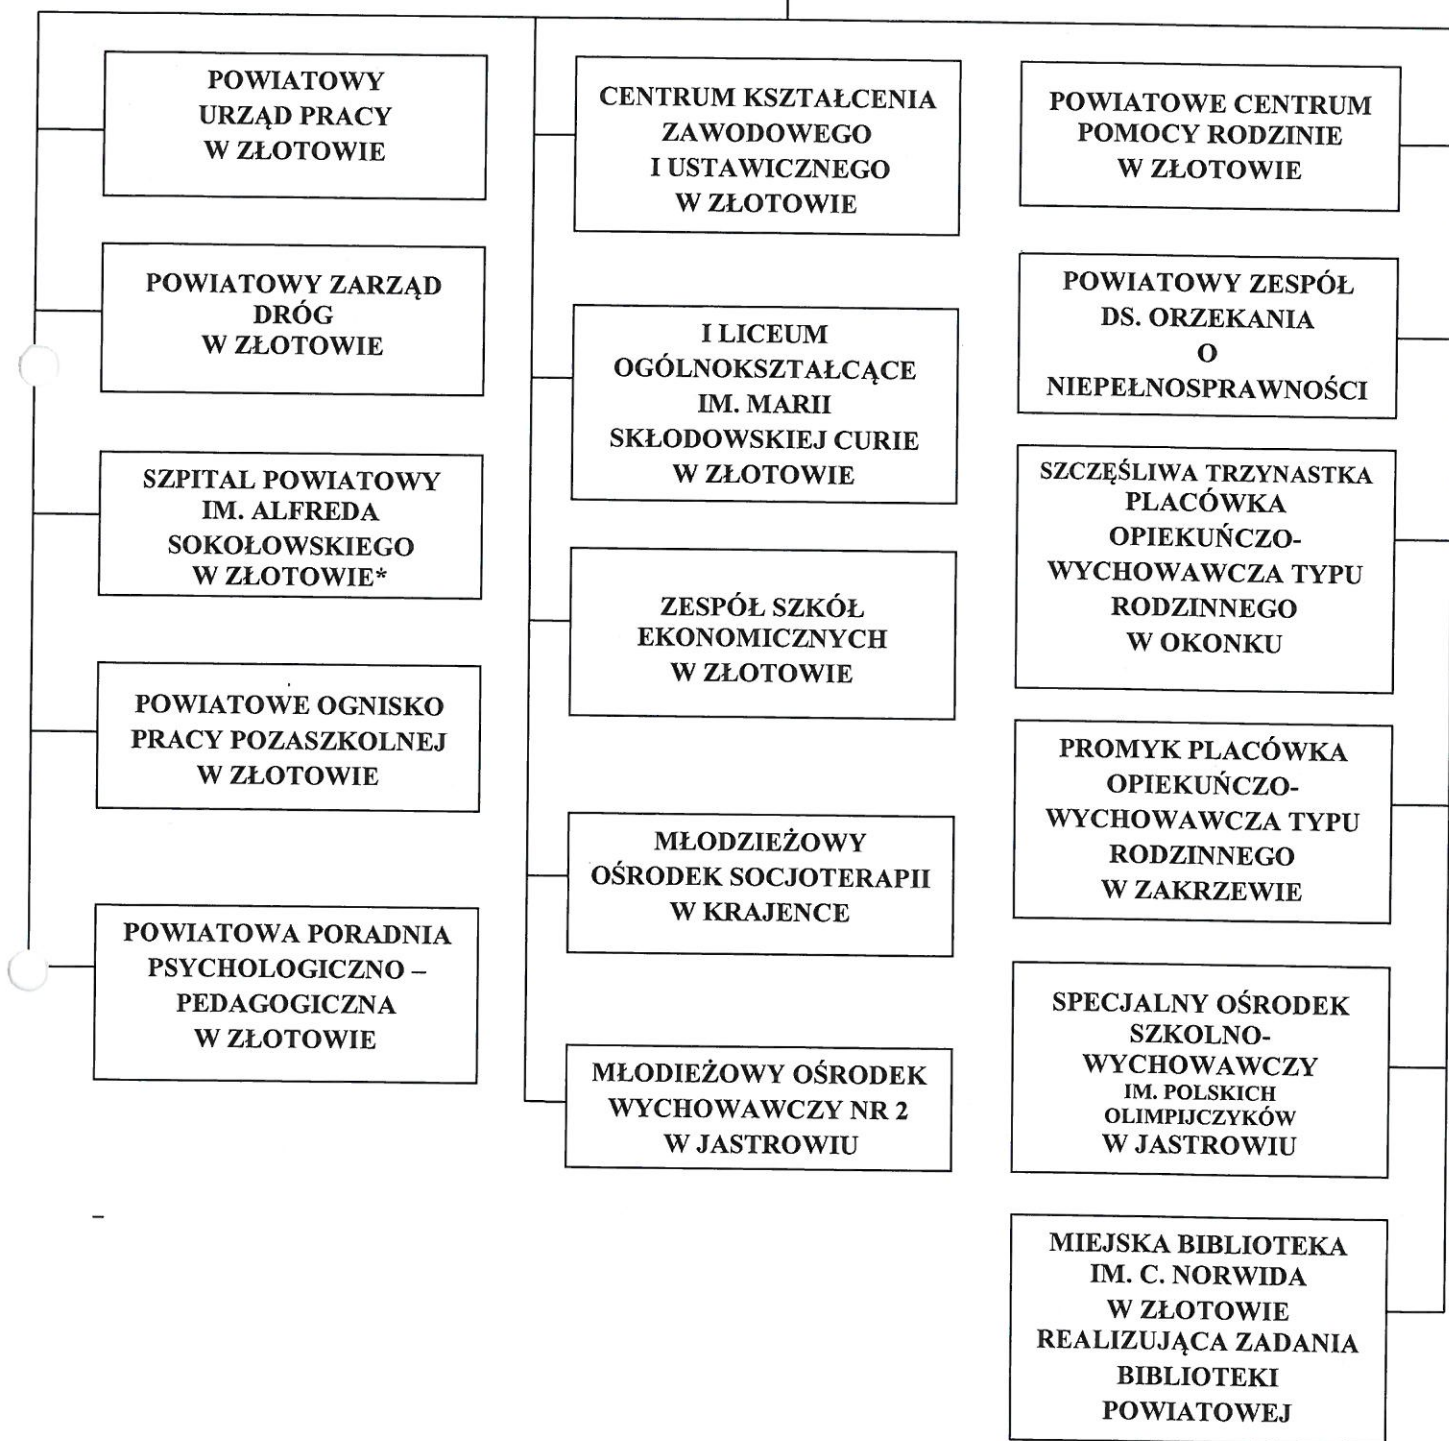 POWIATOWY
URZĄD PRACY
W ZŁOTOWIE
POWIATOWY ZARZĄD
DRÓG
W ZŁOTOWIE
SZPITAL POWIATOWY
IM. ALFREDA
SOKOŁOWSKIEGO
W ZŁOTOWIE*
POWIATOWE OGNISKO
PRACY POZASZKOLNEJ
W ZŁOTOWIE
POWIATOWA PORADNIA
PSYCHOLOGICZNO –
PEDAGOGICZNA
W ZŁOTOWIE
CENTRUM KSZTAŁCENIA
ZAWODOWEGO
I USTAWICZNEGO
W ZŁOTOWIE
I LICEUM
OGÓLNOKSZTAŁCĄCE
IM. MARII
SKŁODOWSKIEJ CURIE
W ZŁOTOWIE
ZESPÓŁ SZKÓŁ
EKONOMICZNYCH
W ZŁOTOWIE
MŁODZIEŻOWY
OŚRODEK SOCJOTERAPII
W KRAJENCE
MŁODIEŻOWY OŚRODEK
WYCHOWAWCZY NR 2
W JASTROWIU
POWIATOWE CENTRUM
POMOCY RODZINIE
W ZŁOTOWIE
POWIATOWY ZESPÓŁ
DS. ORZEKANIA
O
NIEPEŁNOSPRAWNOŚCI
SZCZĘŚLIWA TRZYNASTKA
PLACÓWKA
OPIEKUŃCZO-
WYCHOWAWCZA TYPU
RODZINNEGO
W OKONKU
PROMYK PLACÓWKA
OPIEKUŃCZO-
WYCHOWAWCZA TYPU
RODZINNEGO
W ZAKRZEWIE
SPECJALNY OŚRODEK
SZKOLNO-
WYCHOWAWCZY
IM. POLSKICH
OLIMPIJCZYKÓW
W JASTROWIU
MIEJSKA BIBLIOTEKA
IM. C. NORWIDA
W ZŁOTOWIE
REALIZUJĄCA ZADANIA
BIBLIOTEKI
POWIATOWEJ